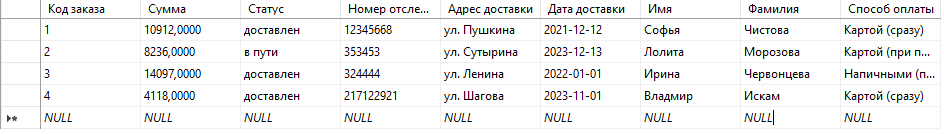 Код заказа Сумма Статус Номер отсле... Адрес доставки Дата доставки Имя Фамилия Способ оплаты
1 10912,0000 доставлен 12345668 ул. Пушкина 2021-12-12 Софья Чистова Картой (сразу)
2 8236,0000 в пути 353453 ул. Сутырина 2023-12-13 Лолита Морозова Картой (при п...
3 14097,0000 доставлен 324444 ул. Ленина 2022-01-01 Ирина Червонцева Напичными (п...
4 4118,0000 доставлен 217122921 ул. Шагова 2023-11-01 Владмир Искам Картой (сразу)
NULL NULL NULL NULL NULL NULL NULL NULL NULL